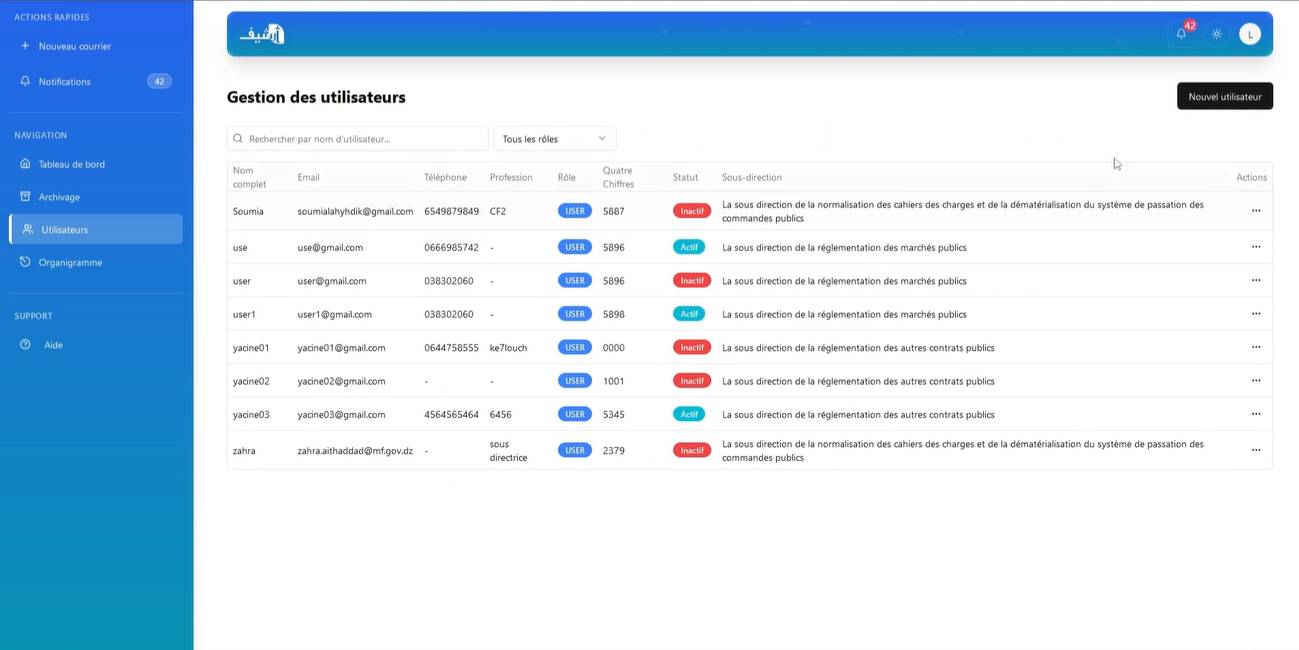 ACTIONS RAPIDES
Nouveau courrier
Notifications 42
NAVIGATION
Tableau de bord
Archivage
Utilisateurs
Organigramme
SUPPORT
Aide
أرشيف
42
L
Gestion des utilisateurs
Nouvel utilisateur
Rechercher par nom d'utilisateur...
Tous les rôles
Nom complet Email Téléphone Profession Rôle Quatre Chiffres Statut Sous-direction Actions
Soumia soumialahyhdik@gmail.com 6549879849 CF2 USER 5887 Inactif La sous direction de la normalisation des cahiers des charges et de la dématérialisation du système de passation des
commandes publics
use use@gmail.com 0666985742 - USER 5896 Actif La sous direction de la réglementation des marchés publics
user user@gmail.com 038302060 - USER 5896 Inactif La sous direction de la réglementation des marchés publics
user1 user1@gmail.com 038302060 - USER 5898 Actif La sous direction de la réglementation des marchés publics
yacine01 yacine01@gmail.com 0644758555 ke7louch USER 0000 Inactif La sous direction de la réglementation des autres contrats publics
yacine02 yacine02@gmail.com - - USER 1001 Inactif La sous direction de la réglementation des autres contrats publics
yacine03 yacine03@gmail.com 4564565464 6456 USER 5345 Actif La sous direction de la réglementation des autres contrats publics
zahra zahra.aithaddad@mf.gov.dz - sous directrice USER 2379 Inactif La sous direction de la normalisation des cahiers des charges et de la dématérialisation du système de passation des
commandes publics